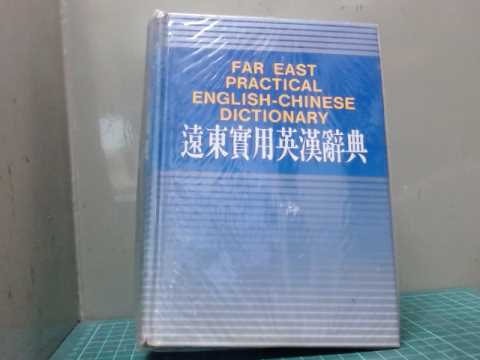 FAR EAST
PRACTICAL
ENGLISH-CHINESE
DICTIONARY
遠東實用英漢辭典